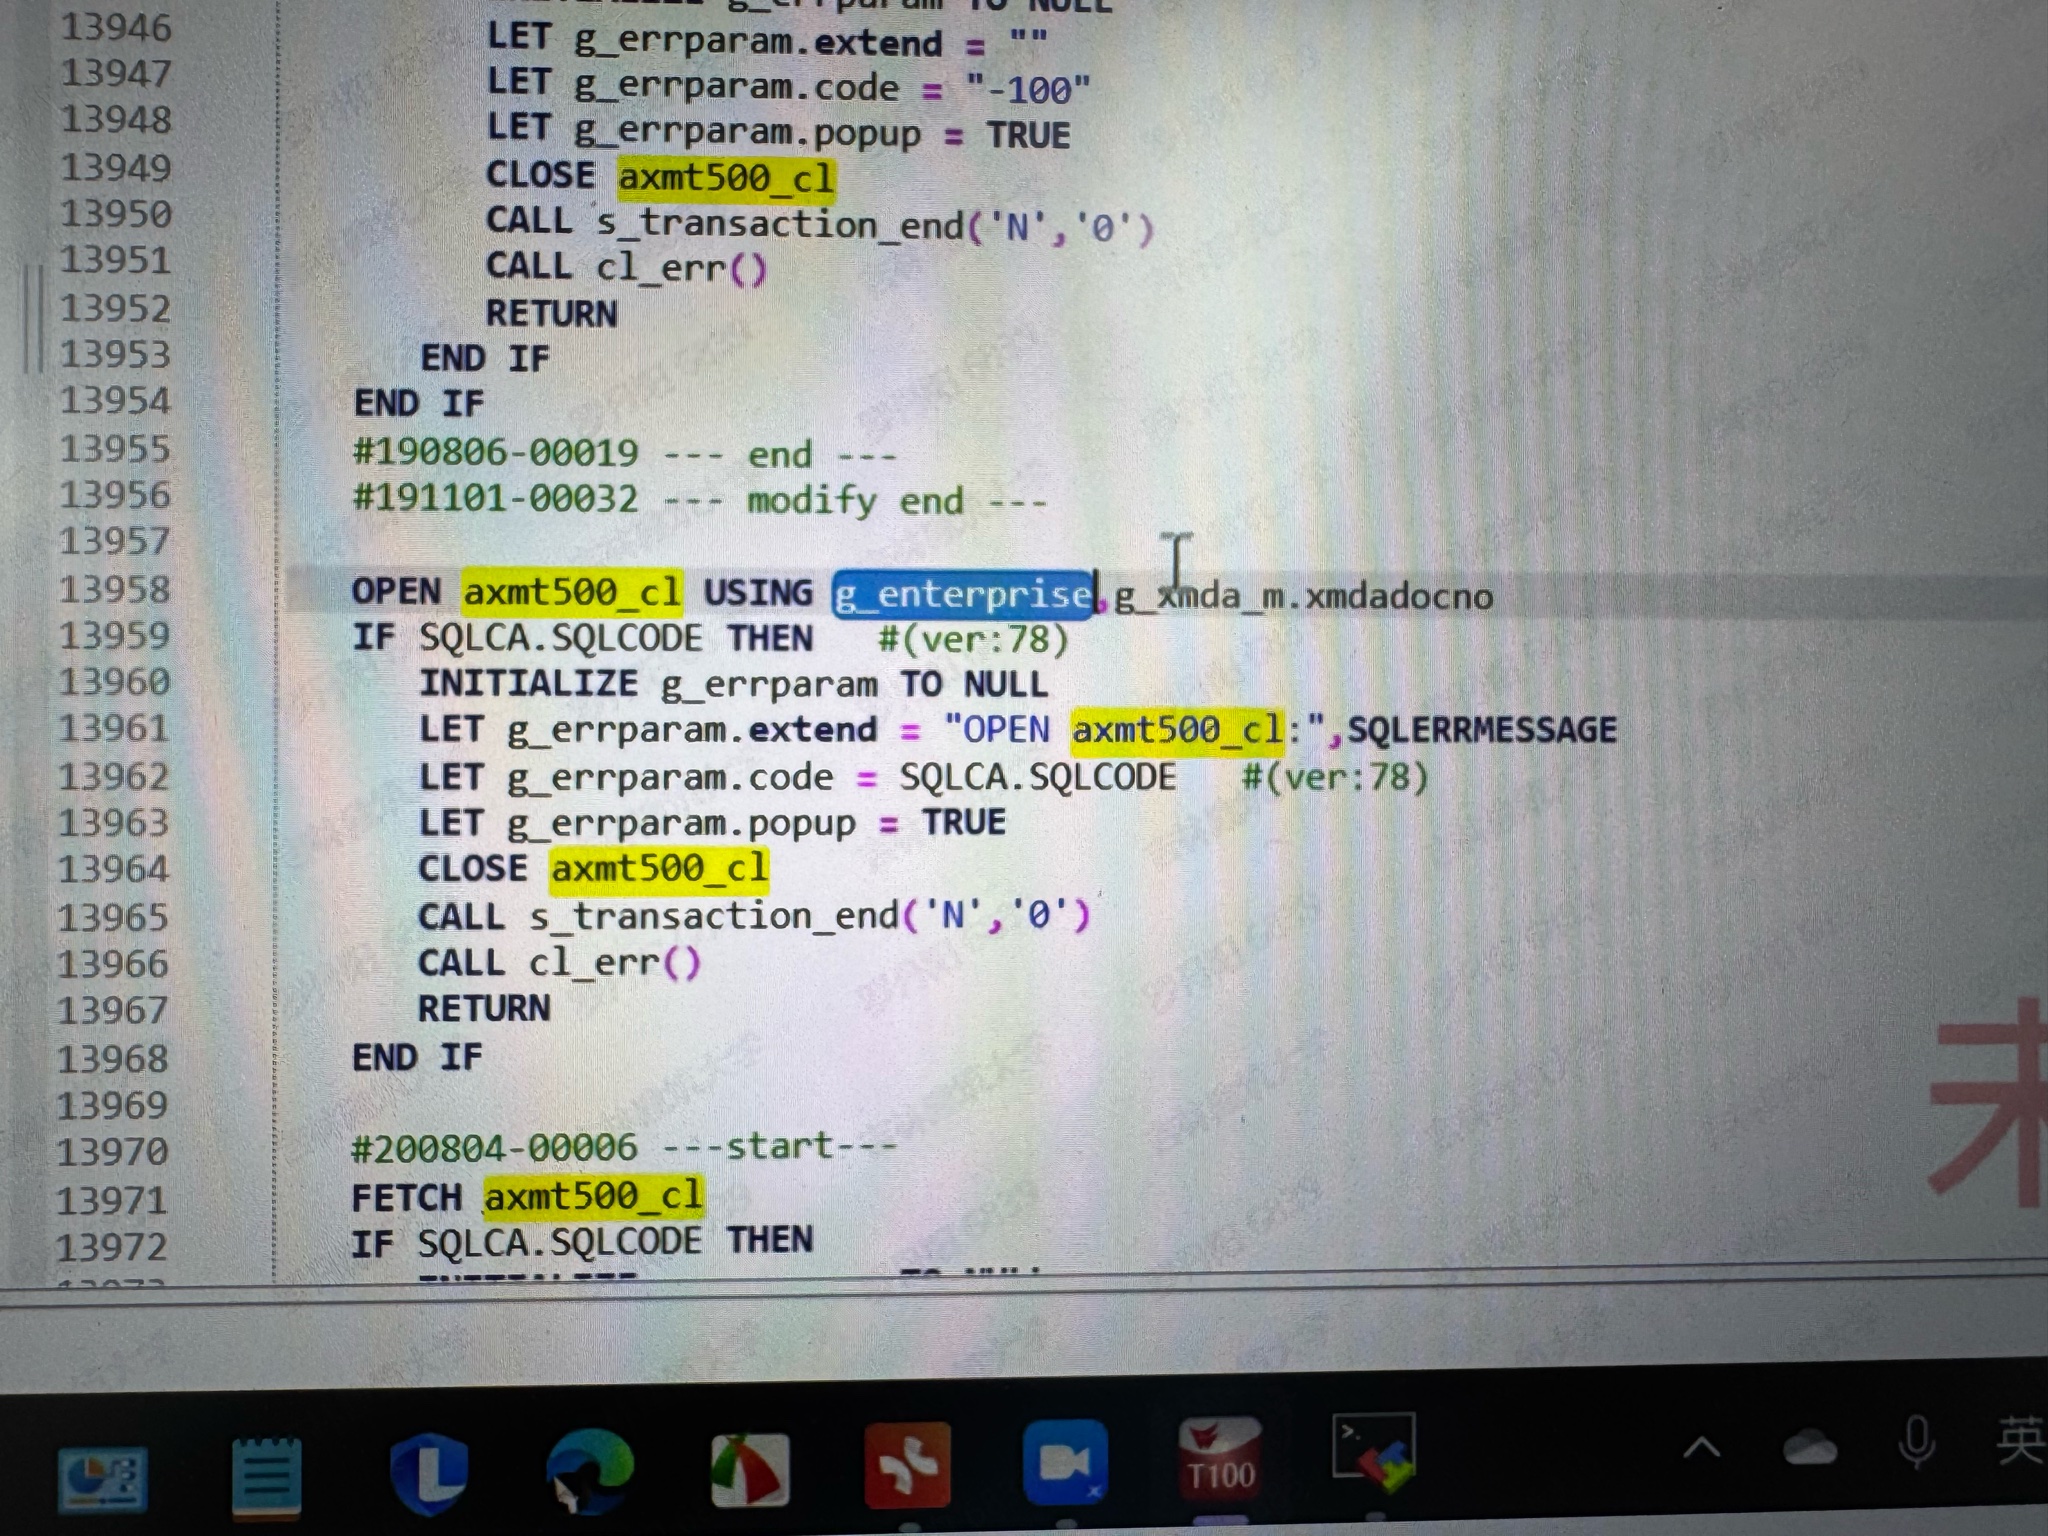 13946 LET g_errparam.extend = ""
13947 LET g_errparam.code = "-100"
13948 LET g_errparam.popup = TRUE
13949 CLOSE axmt500_cl
13950 CALL s_transaction_end('N','0')
13951 CALL cl_err()
13952 RETURN
13953 END IF
13954 END IF
13955 #190806-00019 --- end ---
13956 #191101-00032 --- modify end ---
13957
13958 OPEN axmt500_cl USING g_enterprise,g_xmda_m.xmdadocno
13959 IF SQLCA.SQLCODE THEN #(ver:78)
13960 INITIALIZE g_errparam TO NULL
13961 LET g_errparam.extend = "OPEN axmt500_cl:",SQLERRMESSAGE
13962 LET g_errparam.code = SQLCA.SQLCODE #(ver:78)
13963 LET g_errparam.popup = TRUE
13964 CLOSE axmt500_cl
13965 CALL s_transaction_end('N','0')
13966 CALL cl_err()
13967 RETURN
13968 END IF
13969
13970 #200804-00006 ---start---
13971 FETCH axmt500_cl
13972 IF SQLCA.SQLCODE THEN
T100
英